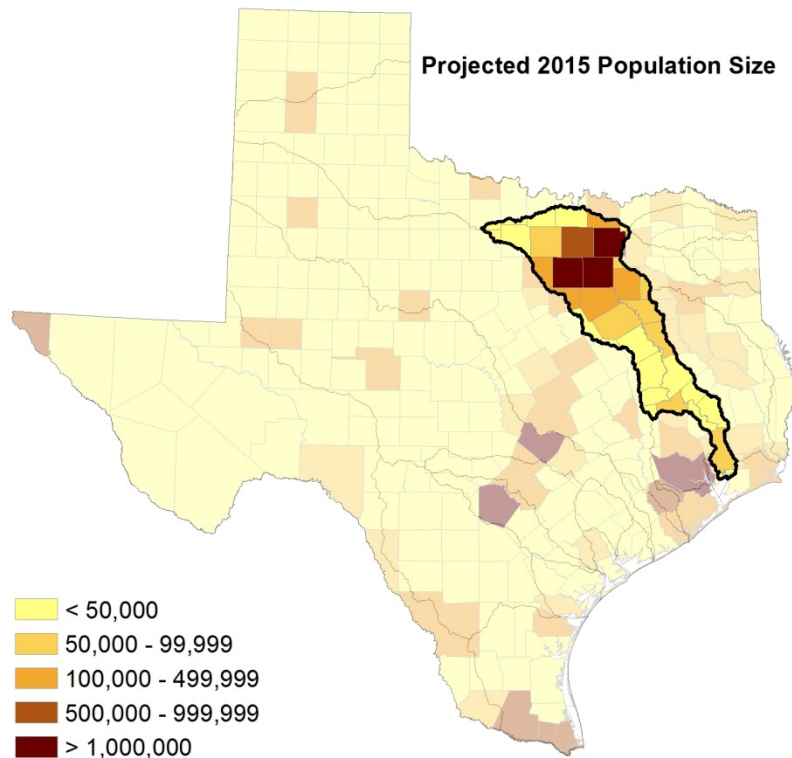 Projected 2015 Population Size
< 50,000
50,000 - 99,999
100,000 - 499,999
500,000 - 999,999
> 1,000,000